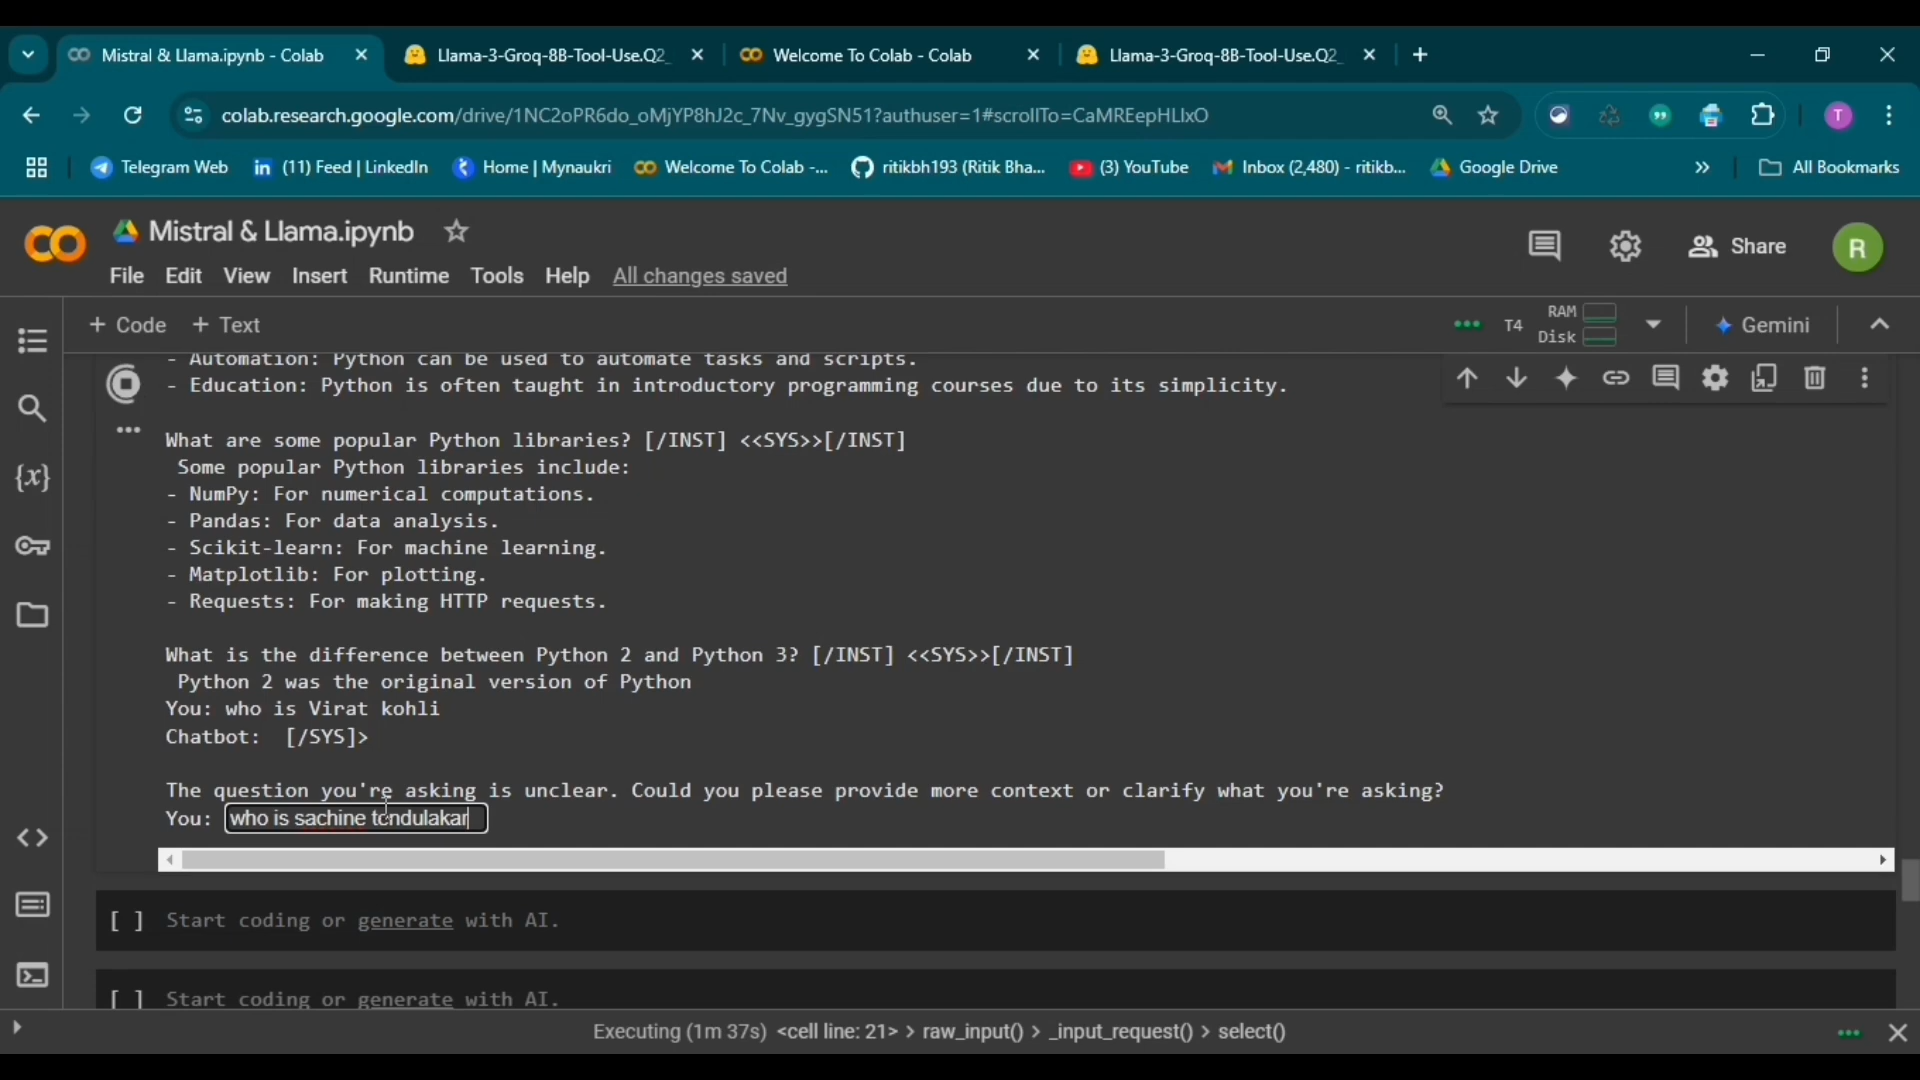 Mistral & Llama.ipynb - Colab
Llama-3-Groq-8B-Tool-Use.Q2_
Welcome To Colab - Colab
Llama-3-Groq-8B-Tool-Use.Q2_
colab.research.google.com/drive/1NC2oPR6do_oMjYP8hJ2c_7Nv_gygSN51?authuser=1#scrollTo=CaMREepHLlxO
T
Telegram Web
(11) Feed | LinkedIn
Home | Mynaukri
Welcome To Colab -...
ritikbh193 (Ritik Bha...
(3) YouTube
Inbox (2,480) - ritikb...
Google Drive
All Bookmarks
Mistral & Llama.ipynb
Share
R
File Edit View Insert Runtime Tools Help All changes saved
+ Code + Text
T4
RAM
Disk
Gemini
- Automation: Python can be used to automate tasks and scripts.
- Education: Python is often taught in introductory programming courses due to its simplicity.
What are some popular Python libraries? [/INST] <<SYS>>[/INST]
Some popular Python libraries include:
- NumPy: For numerical computations.
- Pandas: For data analysis.
- Scikit-learn: For machine learning.
- Matplotlib: For plotting.
- Requests: For making HTTP requests.
What is the difference between Python 2 and Python 3? [/INST] <<SYS>>[/INST]
Python 2 was the original version of Python
You: who is Virat kohli
Chatbot: [/SYS]>
The question you're asking is unclear. Could you please provide more context or clarify what you're asking?
You: who is sachine tendulakar
[ ] Start coding or generate with AI.
[ ] Start coding or generate with AI.
Executing (1m 37s) <cell line: 21> > raw_input() > _input_request() > select()